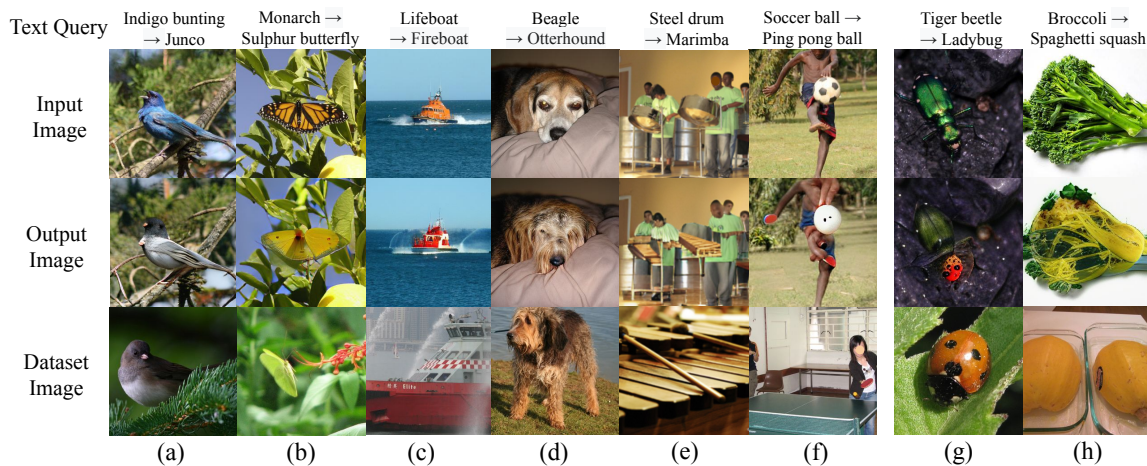 Text Query
Indigo bunting
→ Junco
Monarch →
Sulphur butterfly
Lifeboat
→ Fireboat
Beagle
→ Otterhound
Steel drum
→ Marimba
Soccer ball →
Ping pong ball
Tiger beetle
→ Ladybug
Broccoli →
Spaghetti squash
Input
Image
Output
Image
Dataset
Image
(a)
(b)
(c)
(d)
(e)
(f)
(g)
(h)